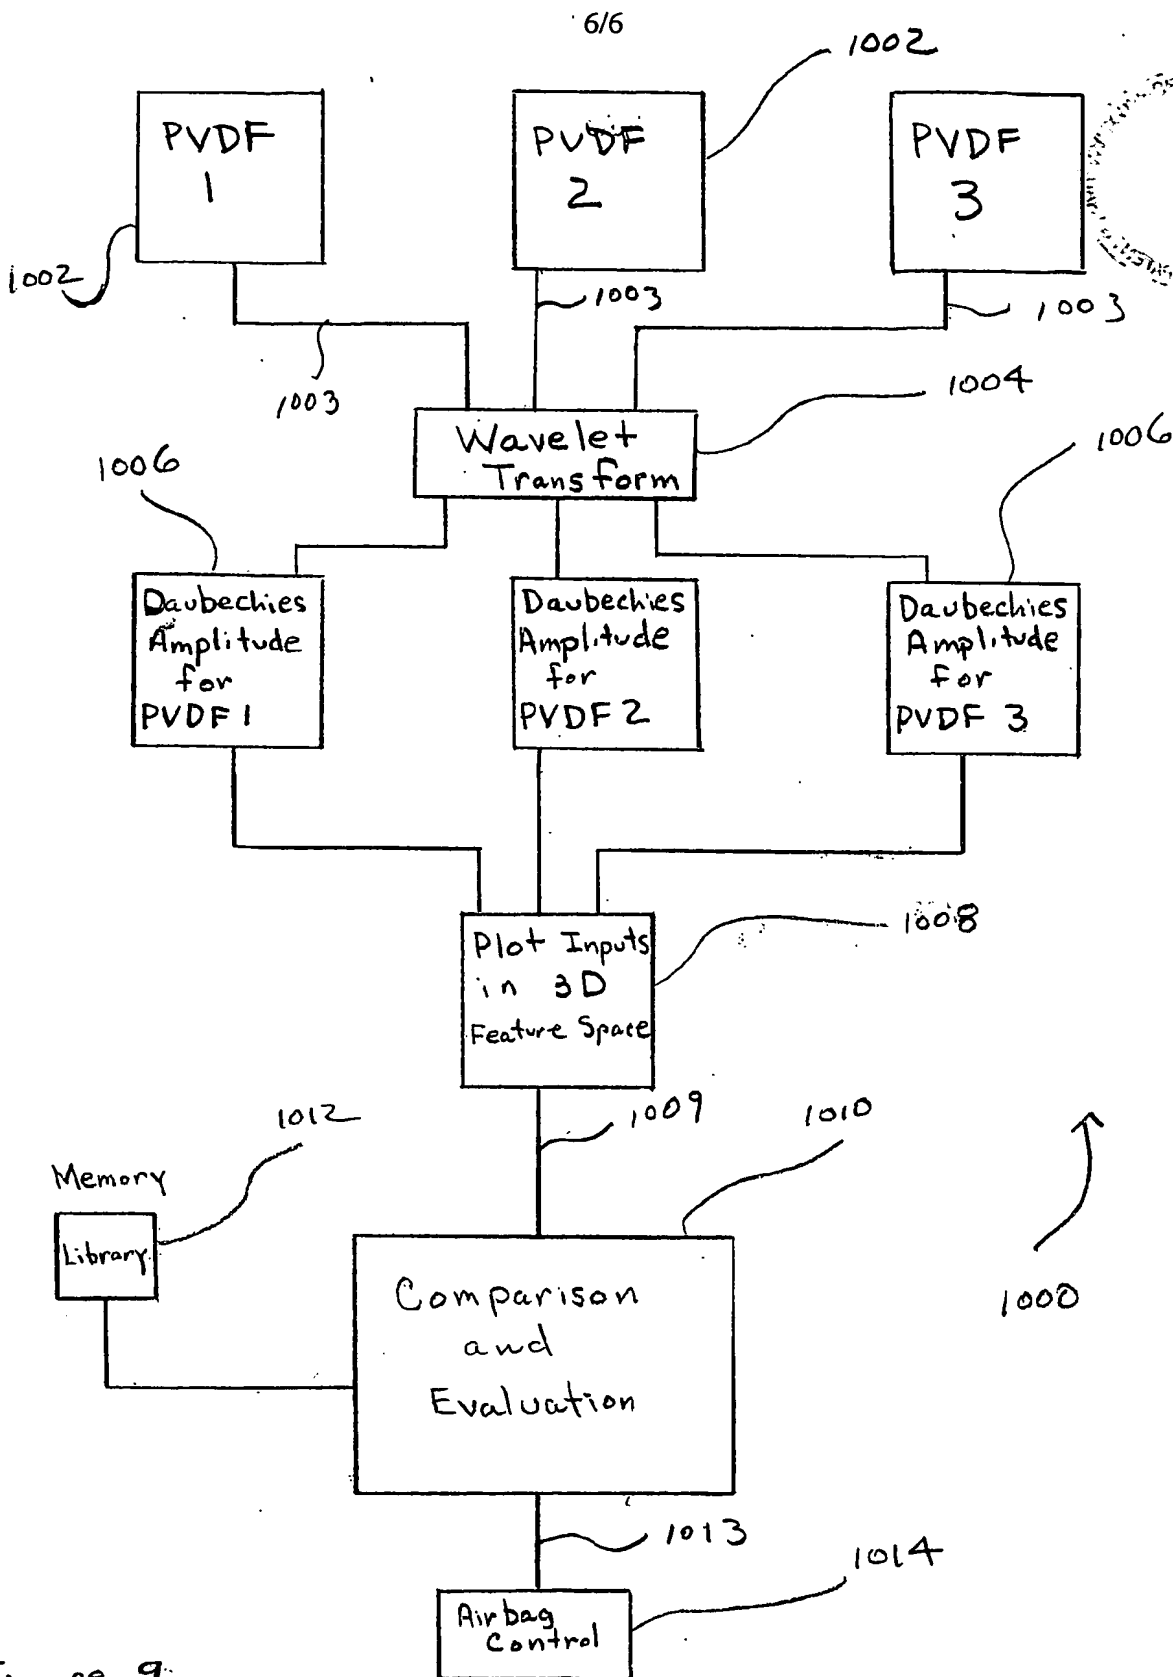 6/6
1002
PVDF
1
PVDF
2
PVDF
3
1002
1003
1003
1003
1004
Wavelet
Transform
1006
1006
Daubechies
Amplitude
for
PVDF 1
Daubechies
Amplitude
for
PVDF 2
Daubechies
Amplitude
for
PVDF 3
1008
Plot Inputs
in 3D
Feature Space
1009
1010
1012
Memory
Library
Comparison
and
Evaluation
1000
1013
1014
Airbag
Control
9